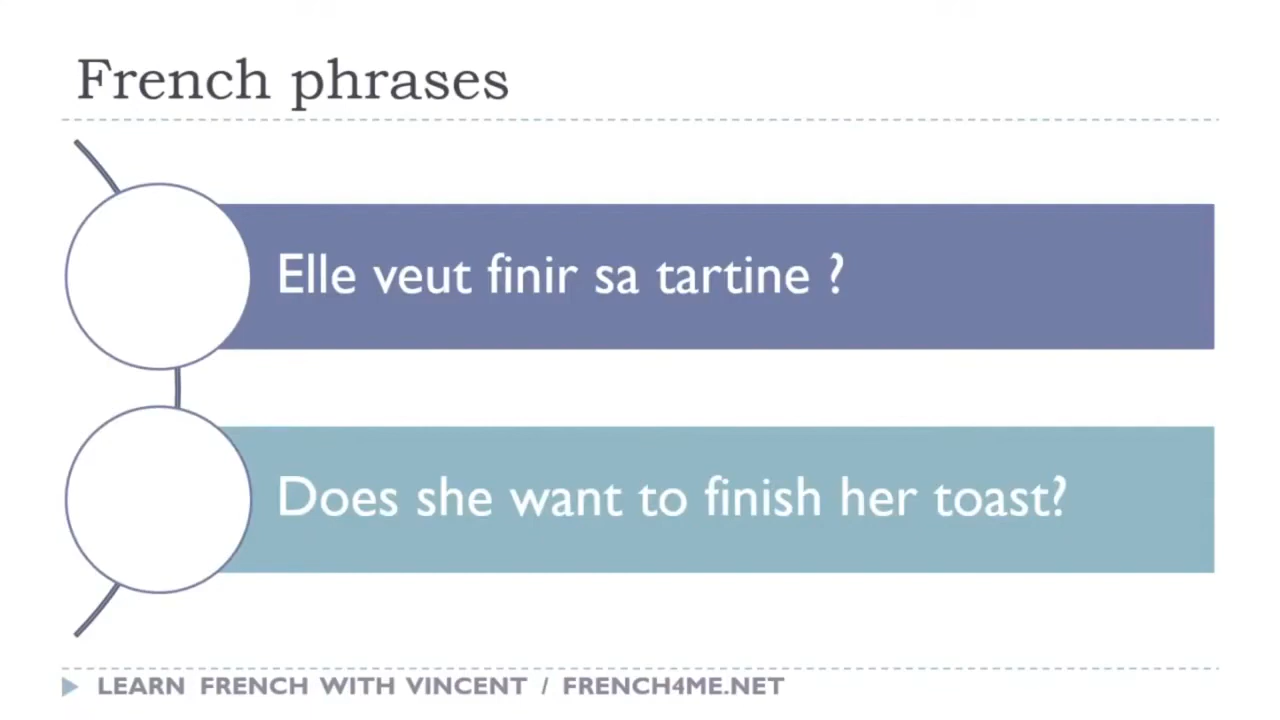 French phrases
Elle veut finir sa tartine ?
Does she want to finish her toast?
LEARN FRENCH WITH VINCENT / FRENCH4ME.NET